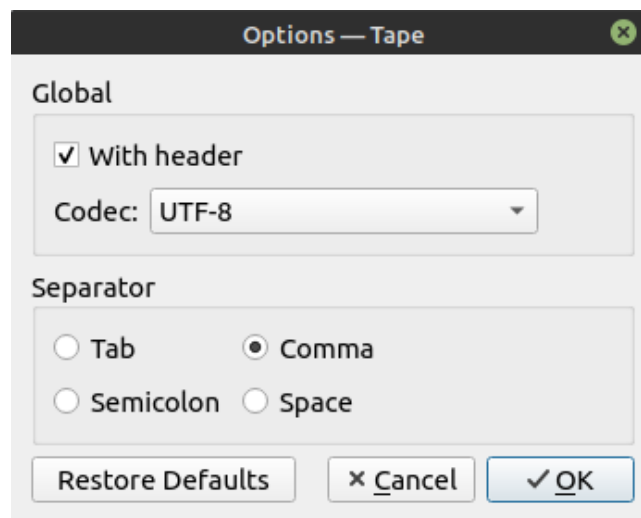 Options — Tape
Global
With header
Codec: UTF-8
Separator
Tab Comma
Semicolon Space
Restore Defaults Cancel OK